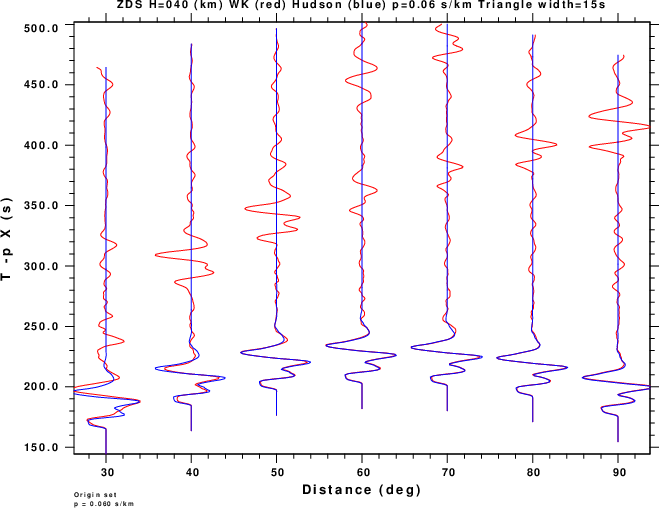 ZDS H=040 (km) WK (red) Hudson (blue) p=0.06 s/km Triangle width=15s
500.0
450.0
400.0
350.0
300.0
250.0
200.0
150.0
T -p X (s)
30 40 50 60 70 80 90
Distance (deg)
Origin set
p = 0.060 s/km